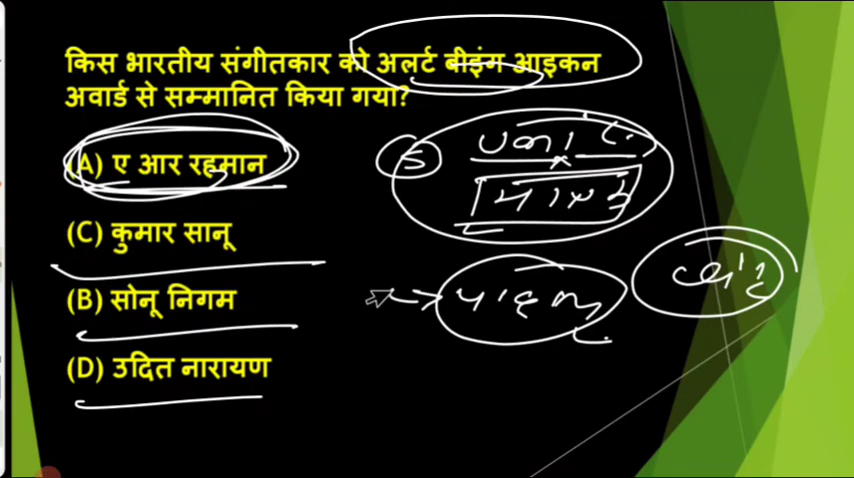 किस भारतीय संगीतकार को अलर्ट बीइंग आइकन
अवार्ड से सम्मानित किया गया?
(A) ए आर रहमान
(C) कुमार सानू
(B) सोनू निगम
(D) उदित नारायण